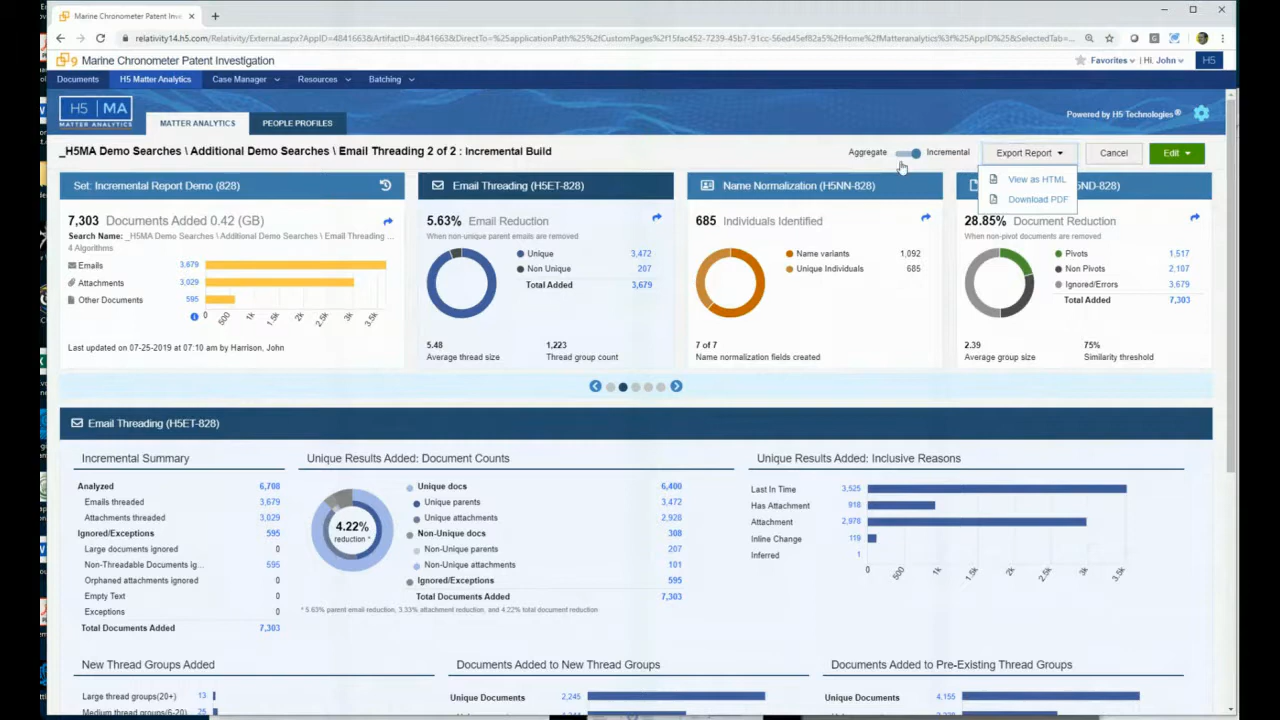 Marine Chronometer Patent Inve
relativity14.h5.com/Relativity/External.aspx?AppID=4841663&ArtifactID=4841663&DirectTo=%25applicationPath%25%2fCustomPages%2f15fac452-7239-45b7-91cc-56ed45ef82a5%2fHome%2fMatteranalytics%3f%25AppID%25&SelectedTab=...
Marine Chronometer Patent Investigation
Favorites | Hi, John H5
Documents H5 Matter Analytics Case Manager Resources Batching
H5 | MA
MATTER ANALYTICS
MATTER ANALYTICS PEOPLE PROFILES
Powered by H5 Technologies®
_H5MA Demo Searches \ Additional Demo Searches \ Email Threading 2 of 2 : Incremental Build
Aggregate Incremental Export Report Cancel Edit
View as HTML
Download PDF
Set: Incremental Report Demo (828)
7,303 Documents Added 0.42 (GB)
Search Name: _H5MA Demo Searches \ Additional Demo Searches \ Email Threading ...
4 Algorithms
Emails 3,679
Attachments 3,029
Other Documents 595
0 500 1k 1.5k 2k 2.5k 3k 3.5k
Last updated on 07-25-2019 at 07:10 am by Harrison, John
Email Threading (H5ET-828)
5.63% Email Reduction
When non-unique parent emails are removed
Unique 3,472
Non Unique 207
Total Added 3,679
5.48 1,223
Average thread size Thread group count
Name Normalization (H5NN-828)
685 Individuals Identified
Name variants 1,092
Unique Individuals 685
7 of 7
Name normalization fields created
5ND-828)
28.85% Document Reduction
When non-pivot documents are removed
Pivots 1,517
Non Pivots 2,107
Ignored/Errors 3,679
Total Added 7,303
2.39 75%
Average group size Similarity threshold
Email Threading (H5ET-828)
Incremental Summary
Analyzed 6,708
Emails threaded 3,679
Attachments threaded 3,029
Ignored/Exceptions 595
Large documents ignored 0
Non-Threadable Documents ig... 595
Orphaned attachments ignored 0
Empty Text 0
Exceptions 0
Total Documents Added 7,303
Unique Results Added: Document Counts
4.22%
reduction *
Unique docs 6,400
Unique parents 3,472
Unique attachments 2,928
Non-Unique docs 308
Non-Unique parents 207
Non-Unique attachments 101
Ignored/Exceptions 595
Total Documents Added 7,303
* 5.63% parent email reduction, 3.33% attachment reduction, and 4.22% total document reduction
Unique Results Added: Inclusive Reasons
Last In Time 3,525
Has Attachment 918
Attachment 2,978
Inline Change 119
Inferred 1
0 500 1k 1.5k 2k 2.5k 3k 3.5k
New Thread Groups Added
Large thread groups(20+) 13
Medium thread groups(6-20) 25
Documents Added to New Thread Groups
Unique Documents 2,245
Documents Added to Pre-Existing Thread Groups
Unique Documents 4,155